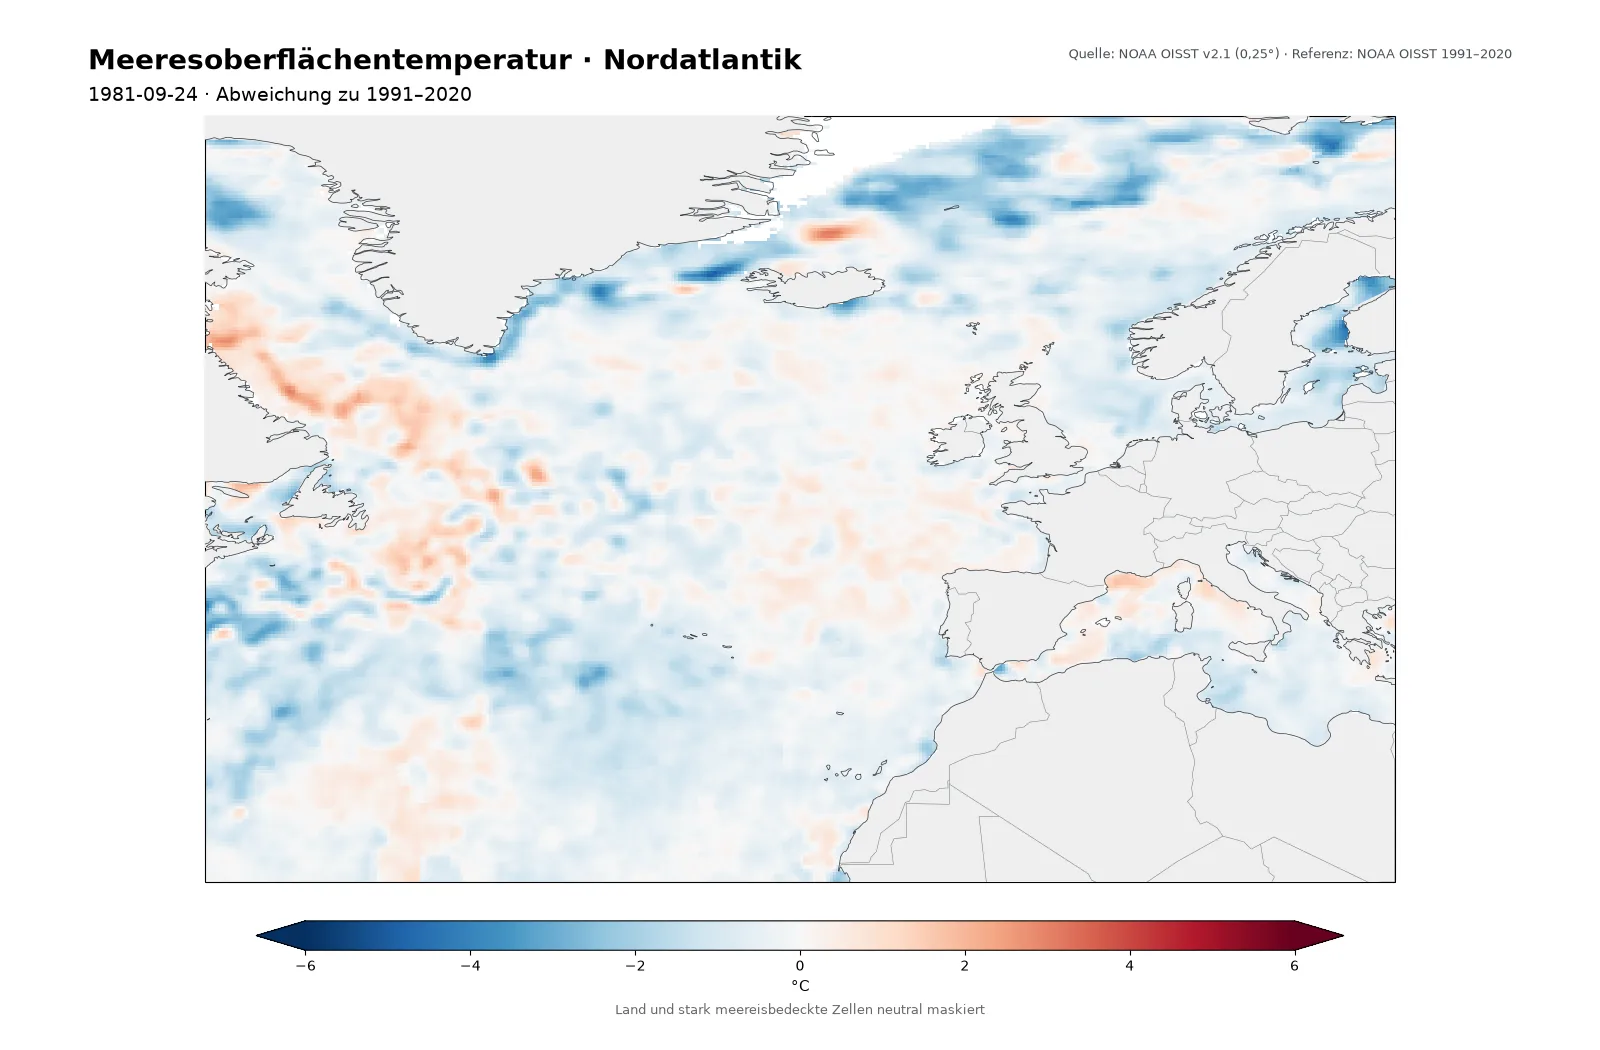 Meeresoberflächentemperatur · Nordatlantik
Quelle: NOAA OISST v2.1 (0,25°) · Referenz: NOAA OISST 1991–2020
1981-09-24 · Abweichung zu 1991–2020
−6 −4 −2 0 2 4 6
°C
Land und stark meereisbedeckte Zellen neutral maskiert